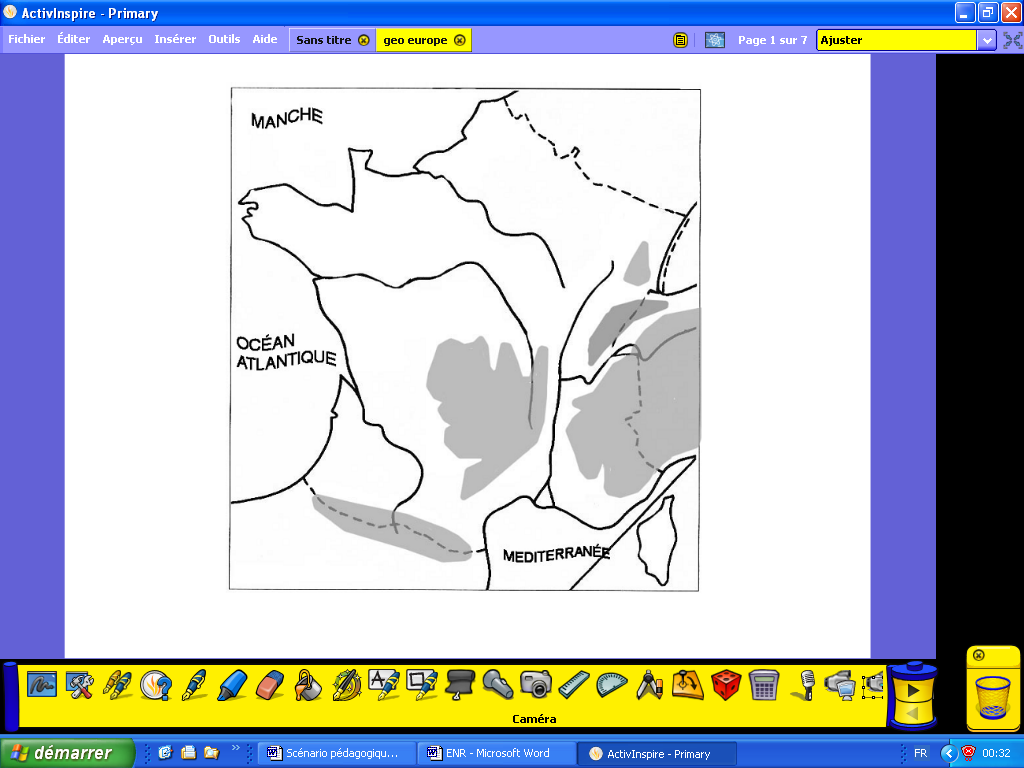 ActivInspire - Primary
Fichier Éditer Aperçu Insérer Outils Aide Sans titre geo europe Page 1 sur 7 Ajuster
MANCHE
OCÉAN
ATLANTIQUE
MEDITERRANÉE
Caméra
démarrer Scénario pédagogiqu... ENR - Microsoft Word ActivInspire - Primary FR 00:32